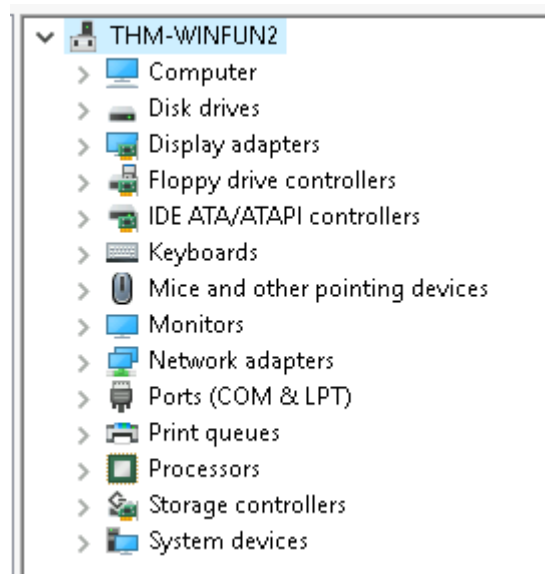 THM-WINFUN2
Computer
Disk drives
Display adapters
Floppy drive controllers
IDE ATA/ATAPI controllers
Keyboards
Mice and other pointing devices
Monitors
Network adapters
Ports (COM & LPT)
Print queues
Processors
Storage controllers
System devices